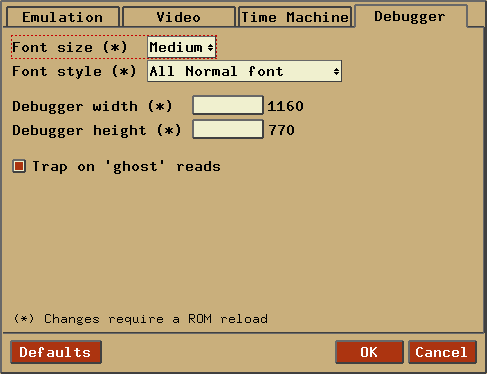 Emulation Video Time Machine Debugger
Font size (*) Medium
Font style (*) All Normal font
Debugger width (*) 1160
Debugger height (*) 770
Trap on 'ghost' reads
(*) Changes require a ROM reload
Defaults OK Cancel